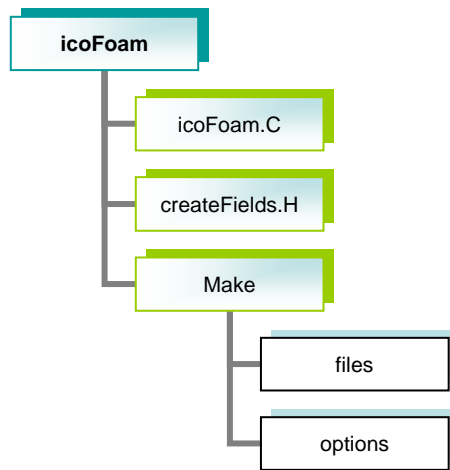 icoFoam
icoFoam.C
createFields.H
Make
files
options